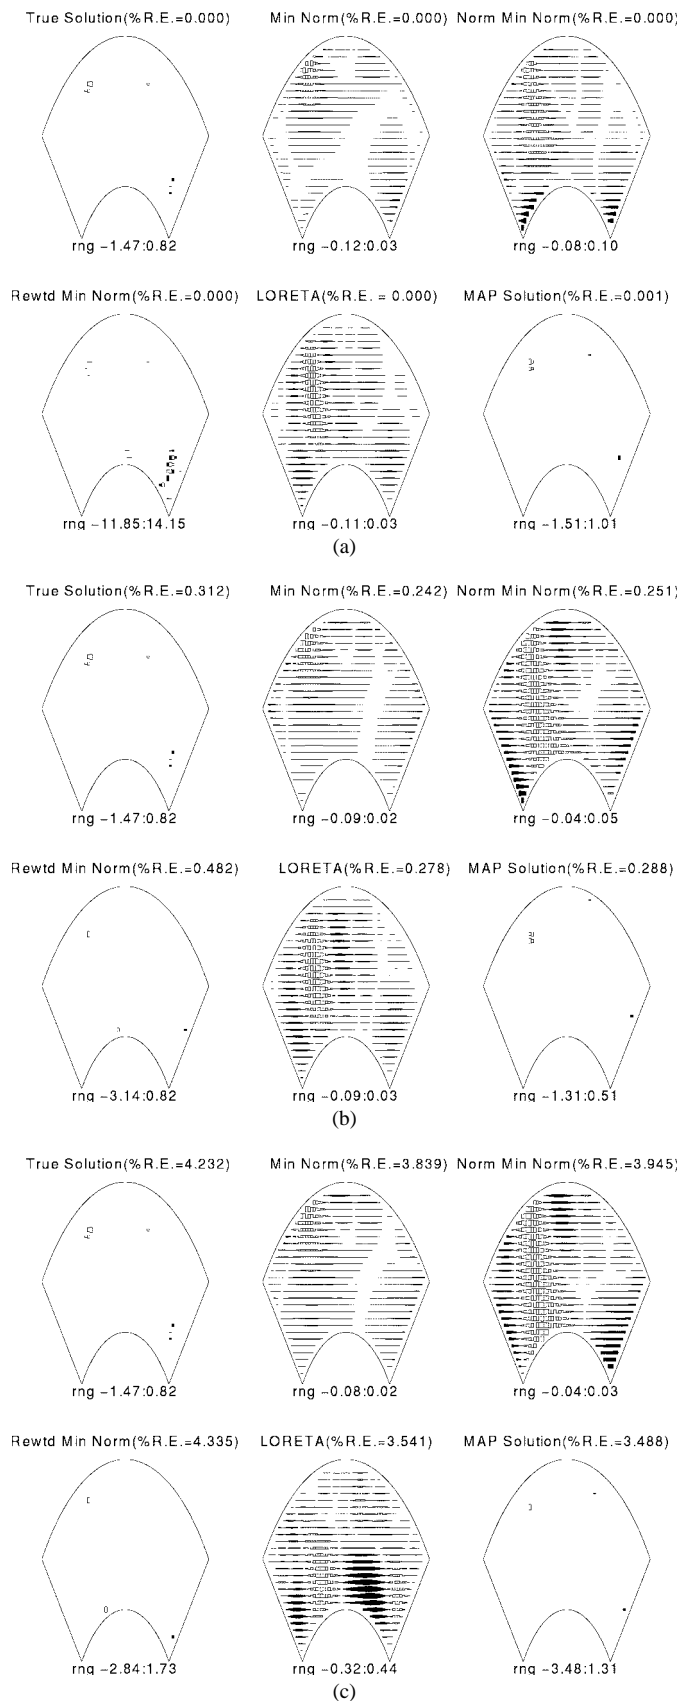 True Solution(%R.E.=0.000) Min Norm(%R.E.=0.000) Norm Min Norm(%R.E.=0.000)
rng −1.47:0.82 rng −0.12:0.03 rng −0.08:0.10
Rewtd Min Norm(%R.E.=0.000) LORETA(%R.E. = 0.000) MAP Solution(%R.E.=0.001)
rng −11.85:14.15 rng −0.11:0.03 rng −1.51:1.01
(a)
True Solution(%R.E.=0.312) Min Norm(%R.E.=0.242) Norm Min Norm(%R.E.=0.251)
rng −1.47:0.82 rng −0.09:0.02 rng −0.04:0.05
Rewtd Min Norm(%R.E.=0.482) LORETA(%R.E.=0.278) MAP Solution(%R.E.=0.288)
rng −3.14:0.82 rng −0.09:0.03 rng −1.31:0.51
(b)
True Solution(%R.E.=4.232) Min Norm(%R.E.=3.839) Norm Min Norm(%R.E.=3.945)
rng −1.47:0.82 rng −0.08:0.02 rng −0.04:0.03
Rewtd Min Norm(%R.E.=4.335) LORETA(%R.E.=3.541) MAP Solution(%R.E.=3.488)
rng −2.84:1.73 rng −0.32:0.44 rng −3.48:1.31
(c)